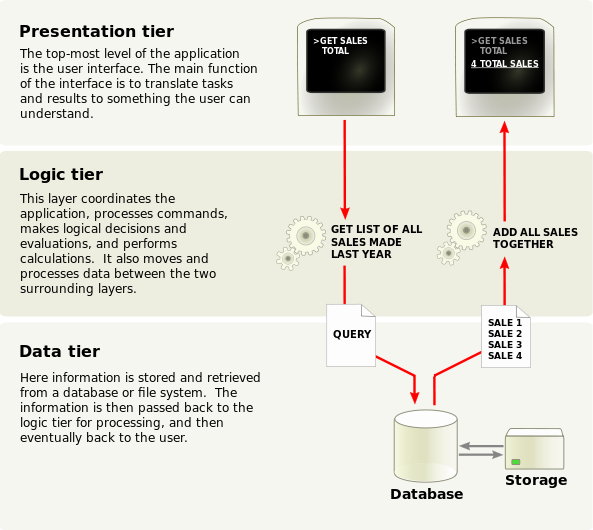 Presentation tier
The top-most level of the application
is the user interface. The main function
of the interface is to translate tasks
and results to something the user can
understand.
>GET SALES
TOTAL
>GET SALES
TOTAL
4 TOTAL SALES
Logic tier
This layer coordinates the
application, processes commands,
makes logical decisions and
evaluations, and performs
calculations. It also moves and
processes data between the two
surrounding layers.
GET LIST OF ALL
SALES MADE
LAST YEAR
ADD ALL SALES
TOGETHER
QUERY
SALE 1
SALE 2
SALE 3
SALE 4
Data tier
Here information is stored and retrieved
from a database or file system. The
information is then passed back to the
logic tier for processing, and then
eventually back to the user.
Database
Storage